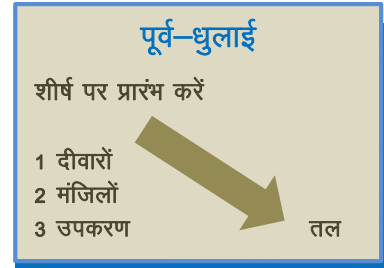 पूर्व–धुलाई
शीर्ष पर प्रारंभ करें
1 दीवारों
2 मंजिलों
3 उपकरण तल